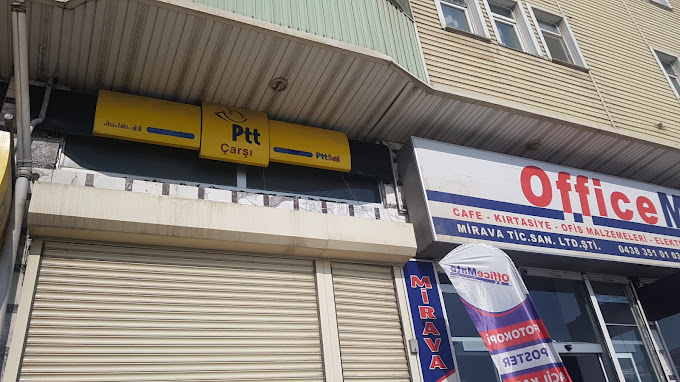 Ptt
Çarşı
PttBank
OfficeM
CAFE - KIRTASİYE - OFİS MALZEMELERİ - ELEKT
MİRAVA TİC.SAN. LTD.ŞTİ. 0438 351 01 0
MİRAVA
OfficeMate
FOTOKOPİ
POSTER